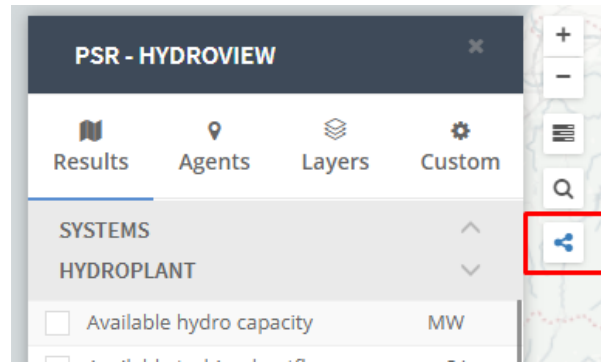 PSR - HYDROVIEW
Results Agents Layers Custom
SYSTEMS
HYDROPLANT
Available hydro capacity MW